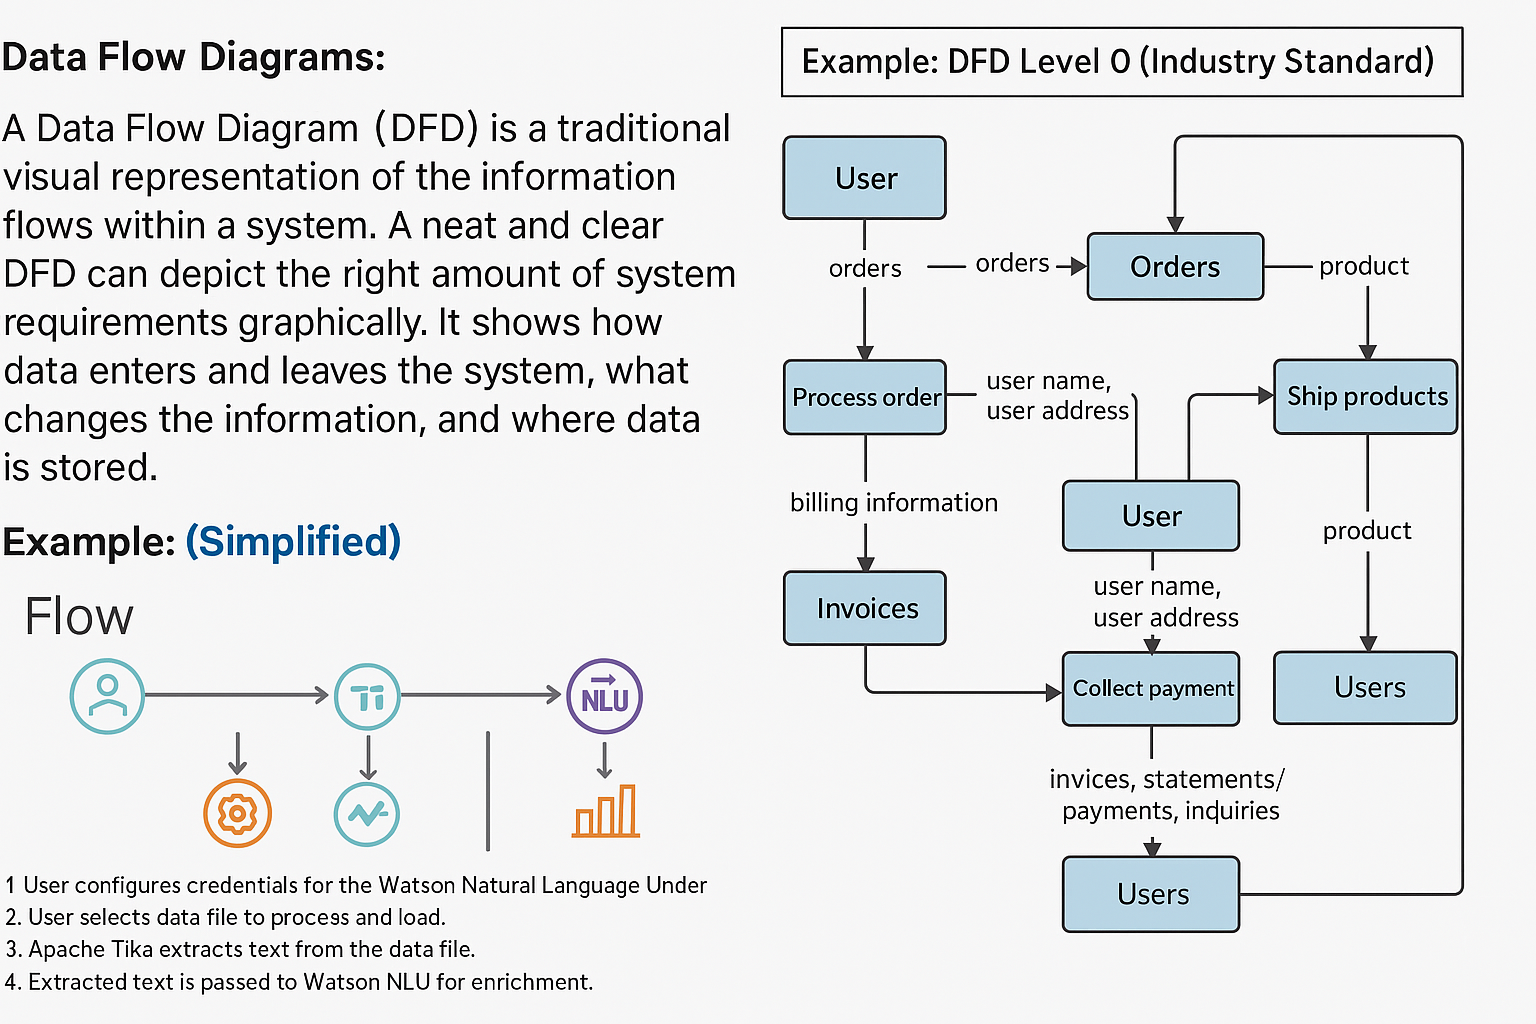 Data Flow Diagrams:
A Data Flow Diagram (DFD) is a traditional
visual representation of the information
flows within a system. A neat and clear
DFD can depict the right amount of system
requirements graphically. It shows how
data enters and leaves the system, what
changes the information, and where data
is stored.
Example: (Simplified)
Flow
Ti
NLU
1 User configures credentials for the Watson Natural Language Under
2. User selects data file to process and load.
3. Apache Tika extracts text from the data file.
4. Extracted text is passed to Watson NLU for enrichment.
Example: DFD Level 0 (Industry Standard)
User
orders
orders
Orders
product
Process order
user name,
user address
Ship products
billing information
User
product
Invoices
user name,
user address
Collect payment
Users
invices, statements/
payments, inquiries
Users